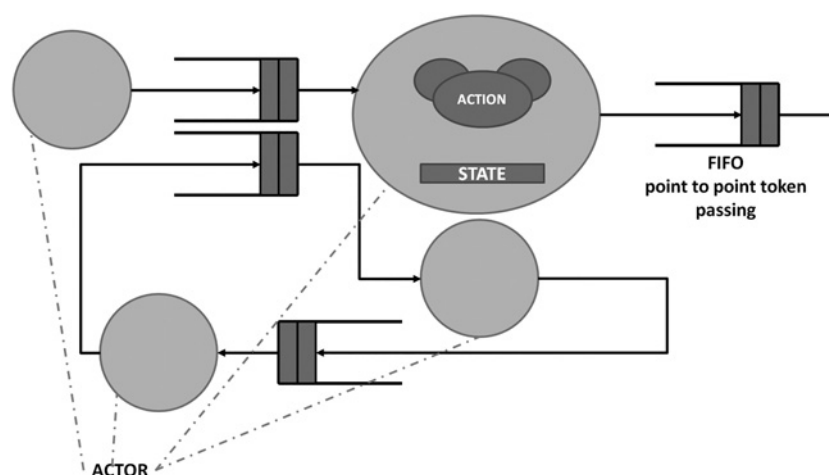 ACTION
STATE
FIFO
point to point token
passing
ACTOR